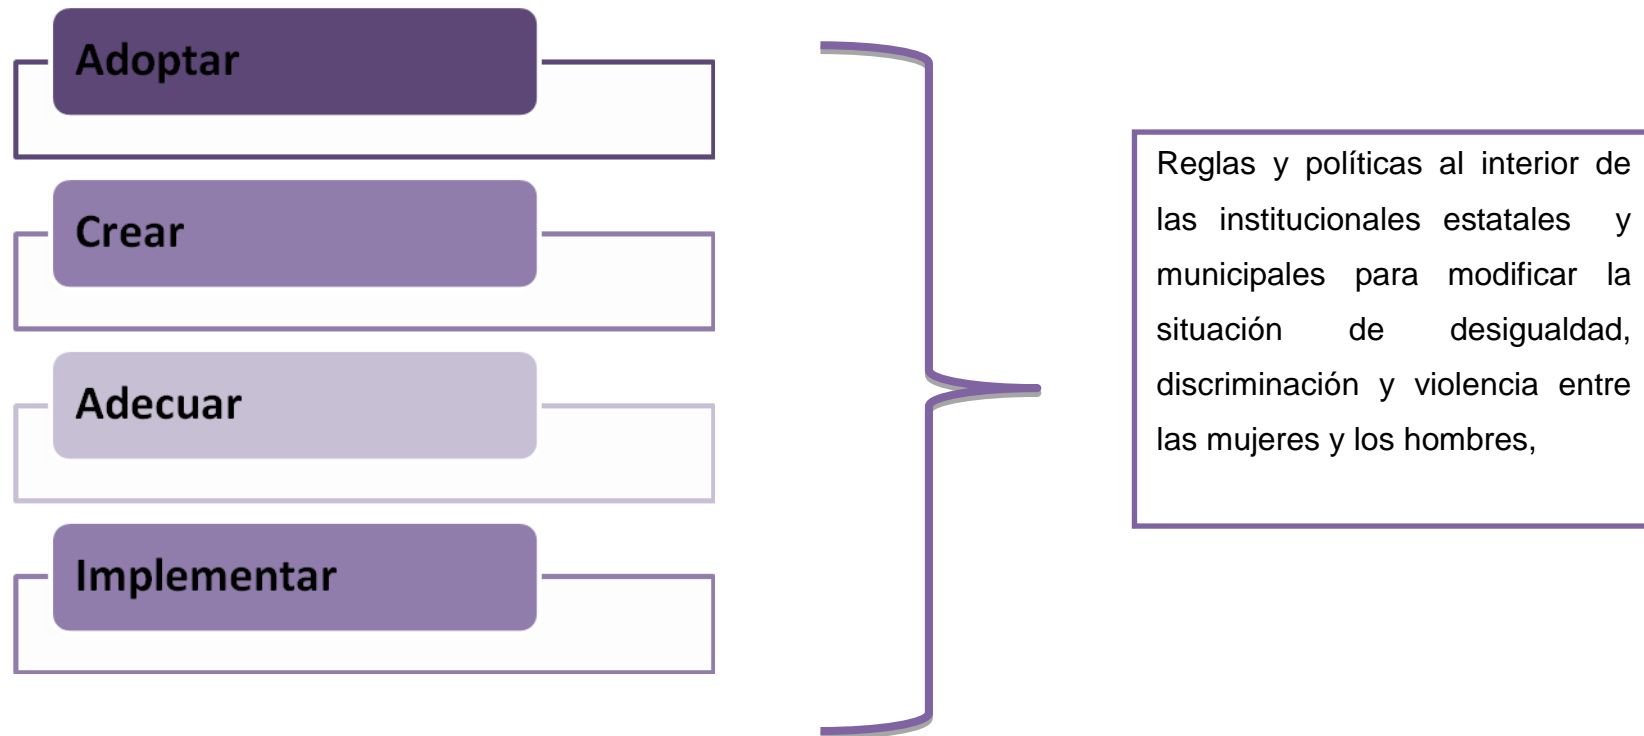 Adoptar
Crear
Adecuar
Implementar
Reglas y políticas al interior de
las institucionales estatales y
municipales para modificar la
situación de desigualdad,
discriminación y violencia entre
las mujeres y los hombres,